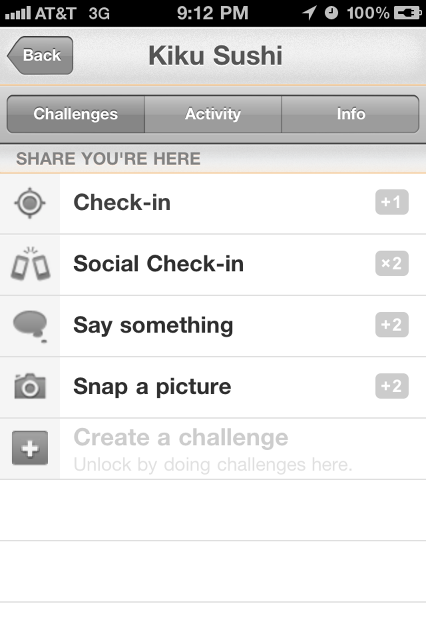 AT&T 3G 9:12 PM 100%
Back Kiku Sushi
Challenges Activity Info
SHARE YOU'RE HERE
Check-in +1
Social Check-in ×2
Say something +2
Snap a picture +2
Create a challenge
Unlock by doing challenges here.